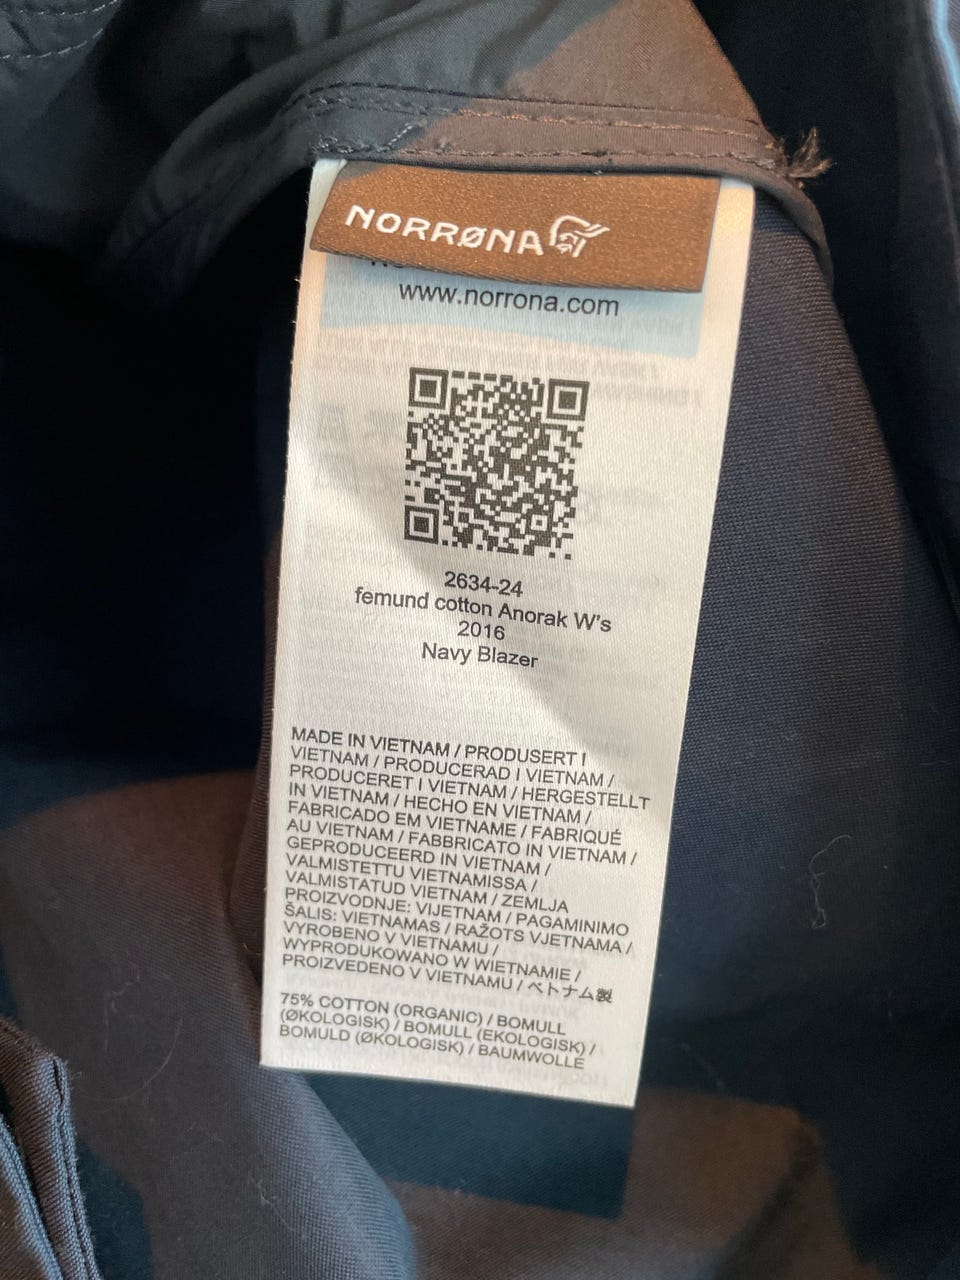 NORRØNA
www.norrona.com
2634-24
femund cotton Anorak W's
2016
Navy Blazer
MADE IN VIETNAM / PRODUSERT I
VIETNAM / PRODUCERAD I VIETNAM /
PRODUCERET I VIETNAM / HERGESTELLT
IN VIETNAM / HECHO EN VIETNAM /
FABRICADO EM VIETNAME / FABRIQUÉ
AU VIETNAM / FABBRICATO IN VIETNAM /
GEPRODUCEERD IN VIETNAM /
VALMISTETTU VIETNAMISSA /
VALMISTATUD VIETNAM / ZEMLJA
PROIZVODNJE: VIJETNAM / PAGAMINIMO
ŠALIS: VIETNAMAS / RAŽOTS VJETNAMA /
VYROBENO V VIETNAMU /
WYPRODUKOWANO W WIETNAMIE /
PROIZVEDENO V VIETNAMU / ベトナム製
75% COTTON (ORGANIC) / BOMULL
(ØKOLOGISK) / BOMULL (EKOLOGISK) /
BOMULD (ØKOLOGISK) / BAUMWOLLE